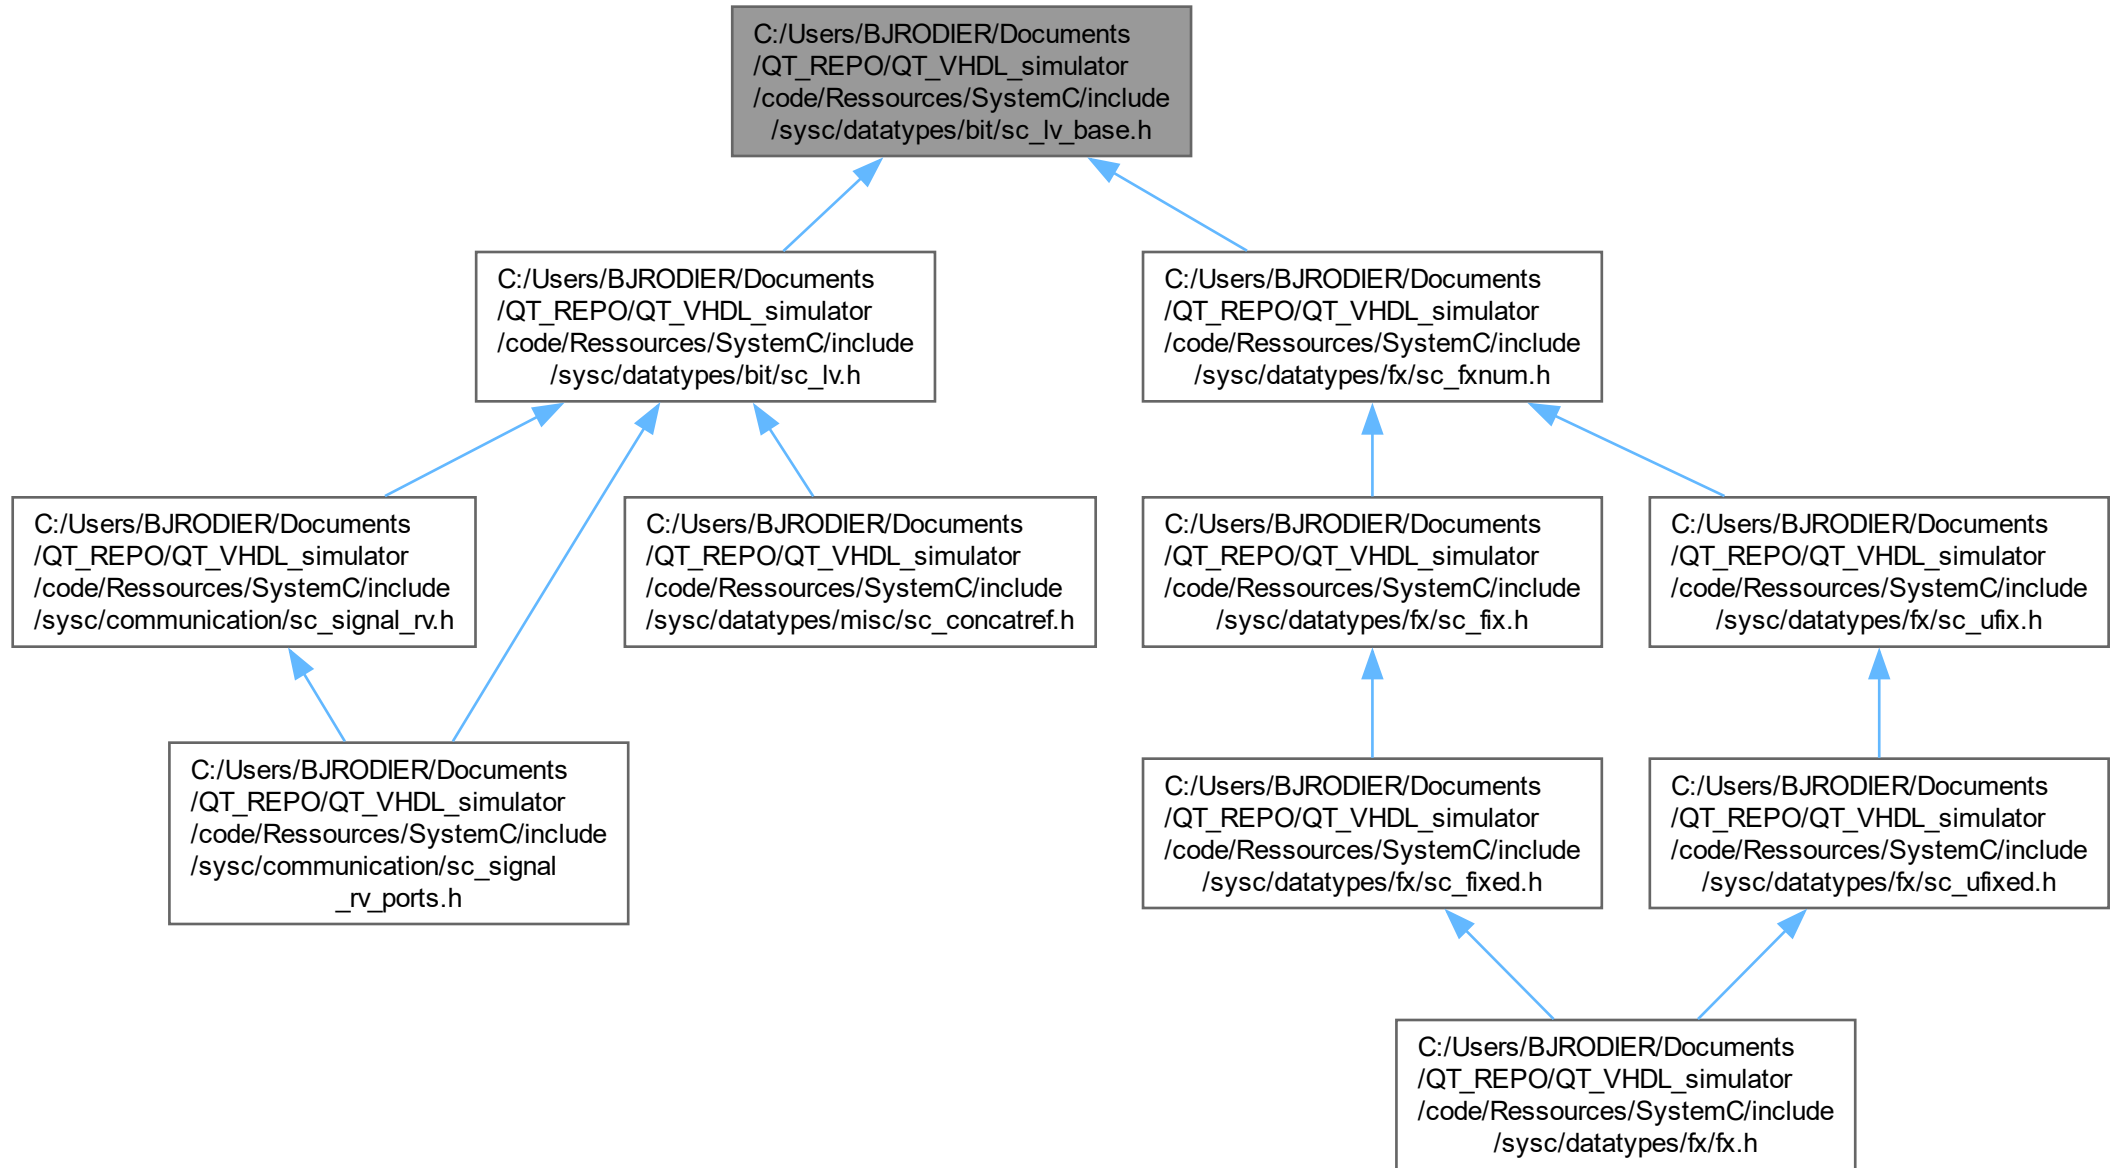 C:/Users/BJRODIER/Documents
/QT_REPO/QT_VHDL_simulator
/code/Ressources/SystemC/include
/sysc/datatypes/bit/sc_lv_base.h
C:/Users/BJRODIER/Documents
/QT_REPO/QT_VHDL_simulator
/code/Ressources/SystemC/include
/sysc/datatypes/bit/sc_lv.h
C:/Users/BJRODIER/Documents
/QT_REPO/QT_VHDL_simulator
/code/Ressources/SystemC/include
/sysc/datatypes/fx/sc_fxnum.h
C:/Users/BJRODIER/Documents
/QT_REPO/QT_VHDL_simulator
/code/Ressources/SystemC/include
/sysc/communication/sc_signal_rv.h
C:/Users/BJRODIER/Documents
/QT_REPO/QT_VHDL_simulator
/code/Ressources/SystemC/include
/sysc/datatypes/misc/sc_concatref.h
C:/Users/BJRODIER/Documents
/QT_REPO/QT_VHDL_simulator
/code/Ressources/SystemC/include
/sysc/datatypes/fx/sc_fix.h
C:/Users/BJRODIER/Documents
/QT_REPO/QT_VHDL_simulator
/code/Ressources/SystemC/include
/sysc/datatypes/fx/sc_ufix.h
C:/Users/BJRODIER/Documents
/QT_REPO/QT_VHDL_simulator
/code/Ressources/SystemC/include
/sysc/communication/sc_signal
_rv_ports.h
C:/Users/BJRODIER/Documents
/QT_REPO/QT_VHDL_simulator
/code/Ressources/SystemC/include
/sysc/datatypes/fx/sc_fixed.h
C:/Users/BJRODIER/Documents
/QT_REPO/QT_VHDL_simulator
/code/Ressources/SystemC/include
/sysc/datatypes/fx/sc_ufixed.h
C:/Users/BJRODIER/Documents
/QT_REPO/QT_VHDL_simulator
/code/Ressources/SystemC/include
/sysc/datatypes/fx/fx.h